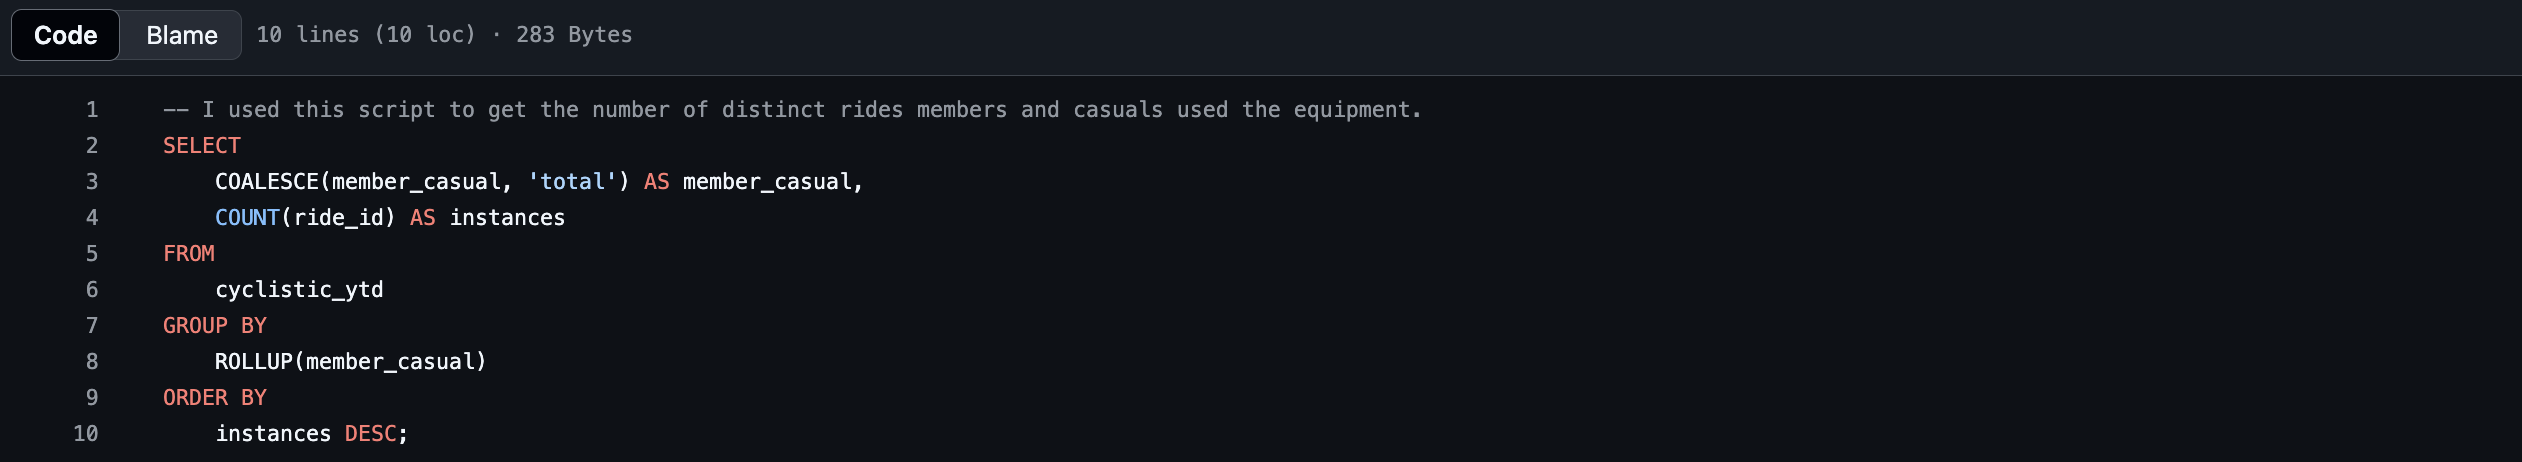 Code Blame 10 lines (10 loc) · 283 Bytes
1 -- I used this script to get the number of distinct rides members and casuals used the equipment.
2 SELECT
3 COALESCE(member_casual, 'total') AS member_casual,
4 COUNT(ride_id) AS instances
5 FROM
6 cyclistic_ytd
7 GROUP BY
8 ROLLUP(member_casual)
9 ORDER BY
10 instances DESC;